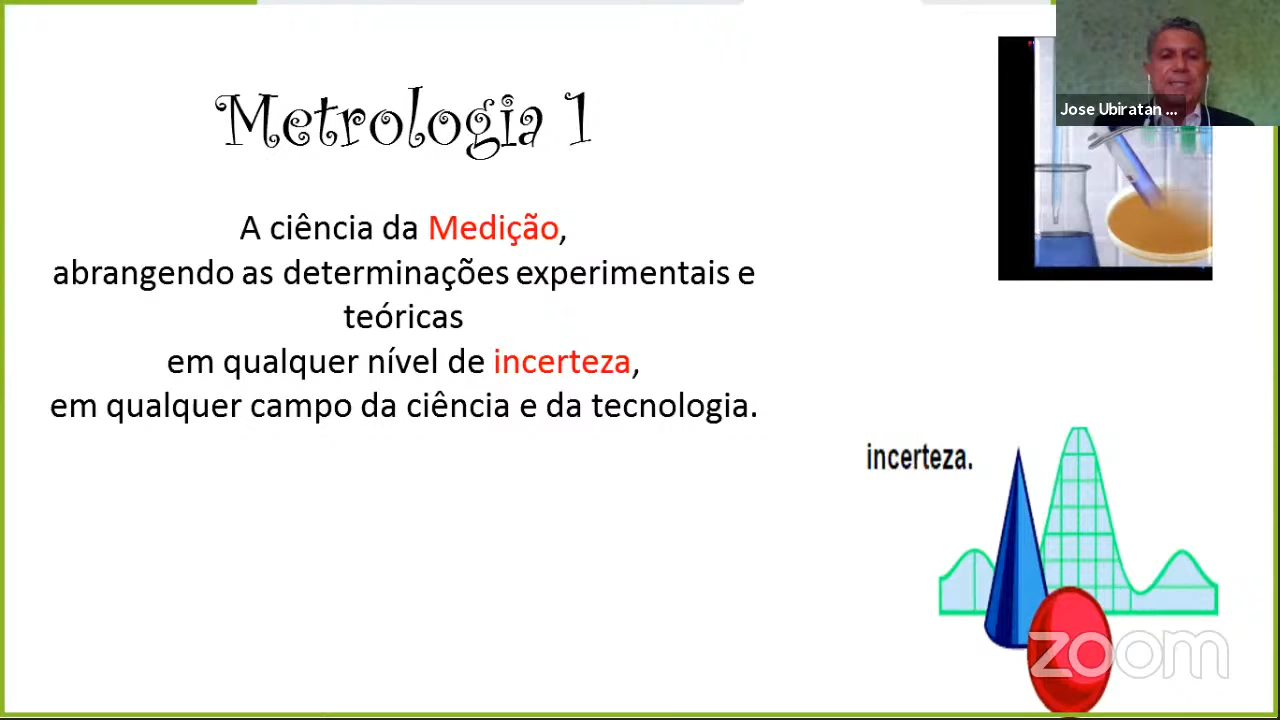 Metrologia 1
Jose Ubiratan ...
A ciência da Medição,
abrangendo as determinações experimentais e
teóricas
em qualquer nível de incerteza,
em qualquer campo da ciência e da tecnologia.
incerteza.
zoom